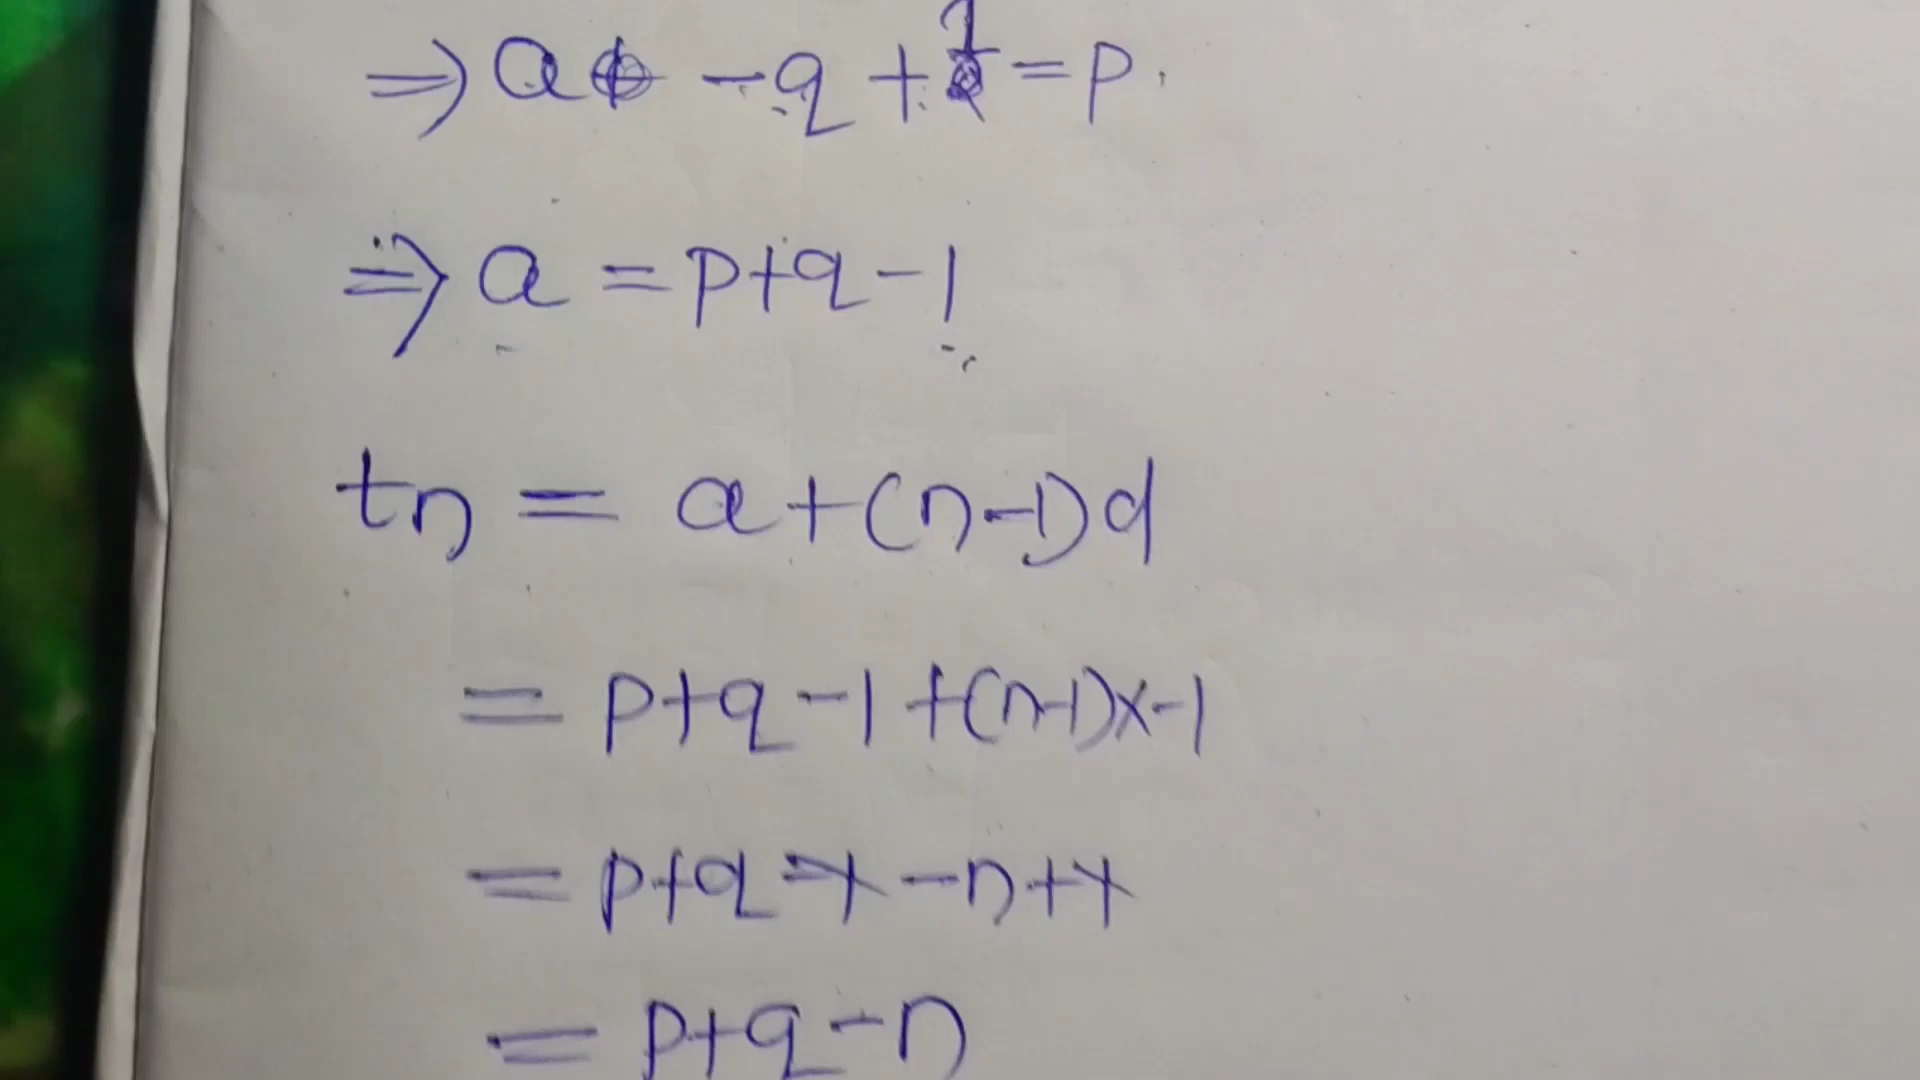 ⇒ a - q + 1 = p.
⇒ a = p+q-1
tn = a+(n-1)d
= p+q-1+(n-1)x-1
= p+q-1-n+1
= p+q-n